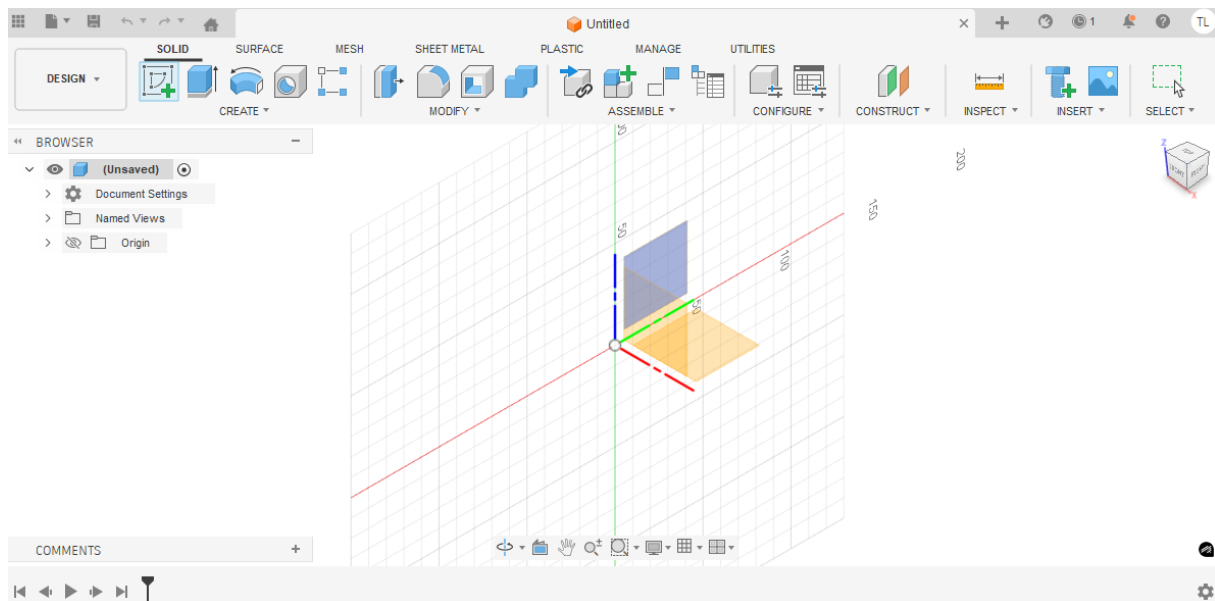 Untitled
1
TL
SOLID SURFACE MESH SHEET METAL PLASTIC MANAGE UTILITIES
DESIGN
CREATE MODIFY ASSEMBLE CONFIGURE CONSTRUCT INSPECT INSERT SELECT
BROWSER
(Unsaved)
Document Settings
Named Views
Origin
50
200
150
100
50
Z
X
COMMENTS